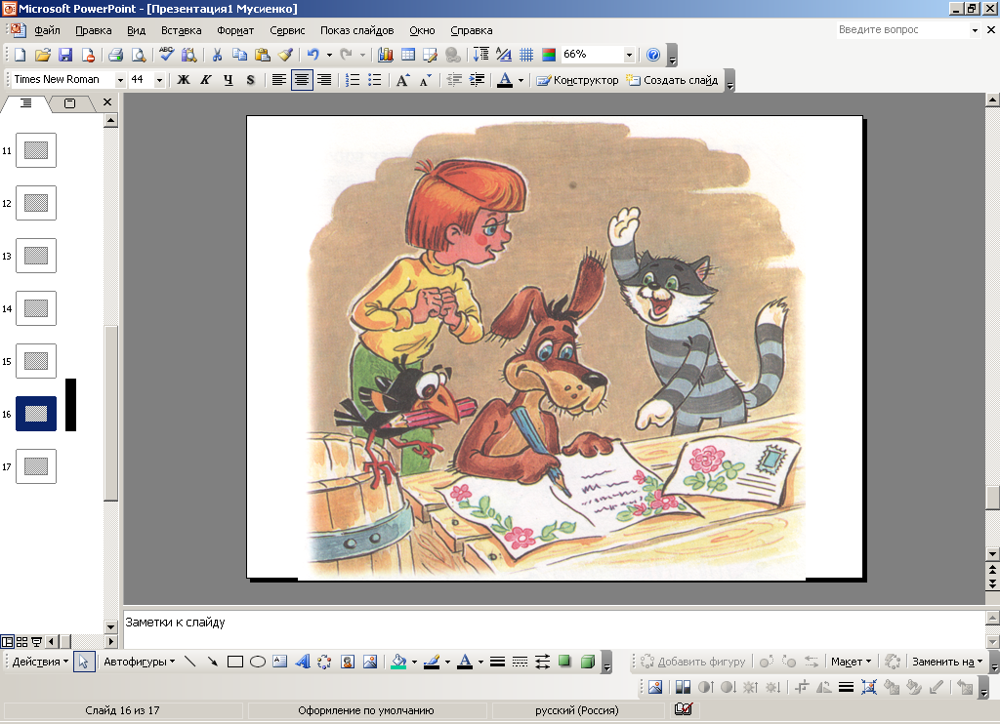 Microsoft PowerPoint - [Презентация1 Мусиенко]
Файл Правка Вид Вставка Формат Сервис Показ слайдов Окно Справка Введите вопрос
66%
Times New Roman 44 Ж К Ч S Конструктор Создать слайд
11
12
13
14
15
16
17
Заметки к слайду
Действия Автофигуры Добавить фигуру Макет Заменить на
Слайд 16 из 17 Оформление по умолчанию русский (Россия)